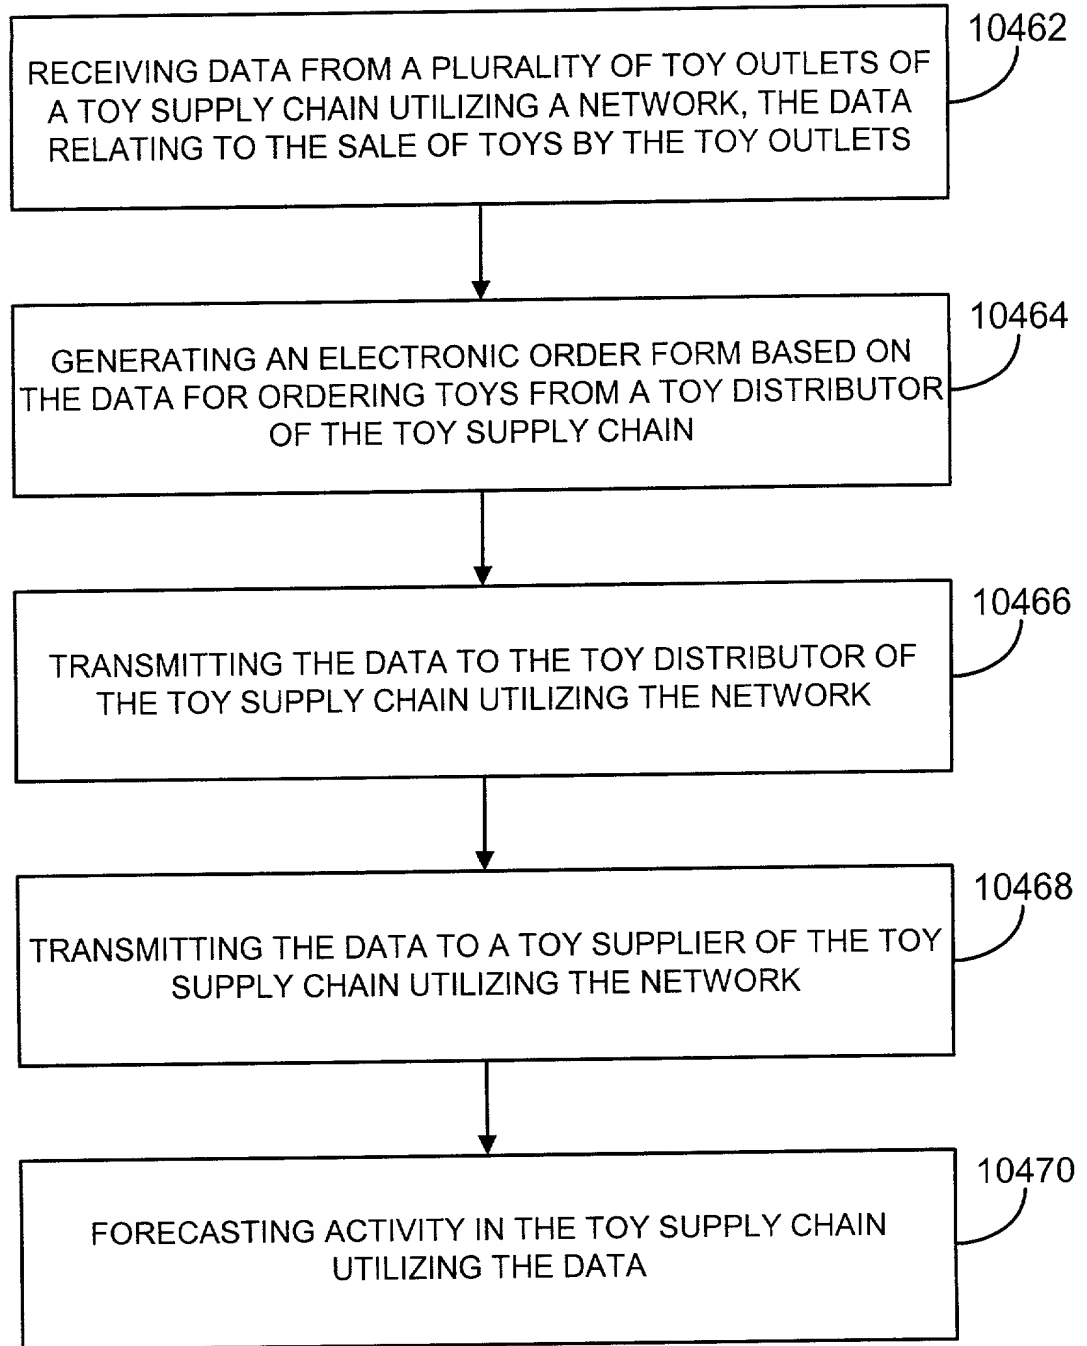 10462
RECEIVING DATA FROM A PLURALITY OF TOY OUTLETS OF
A TOY SUPPLY CHAIN UTILIZING A NETWORK, THE DATA
RELATING TO THE SALE OF TOYS BY THE TOY OUTLETS
10464
GENERATING AN ELECTRONIC ORDER FORM BASED ON
THE DATA FOR ORDERING TOYS FROM A TOY DISTRIBUTOR
OF THE TOY SUPPLY CHAIN
10466
TRANSMITTING THE DATA TO THE TOY DISTRIBUTOR OF
THE TOY SUPPLY CHAIN UTILIZING THE NETWORK
10468
TRANSMITTING THE DATA TO A TOY SUPPLIER OF THE TOY
SUPPLY CHAIN UTILIZING THE NETWORK
10470
FORECASTING ACTIVITY IN THE TOY SUPPLY CHAIN
UTILIZING THE DATA